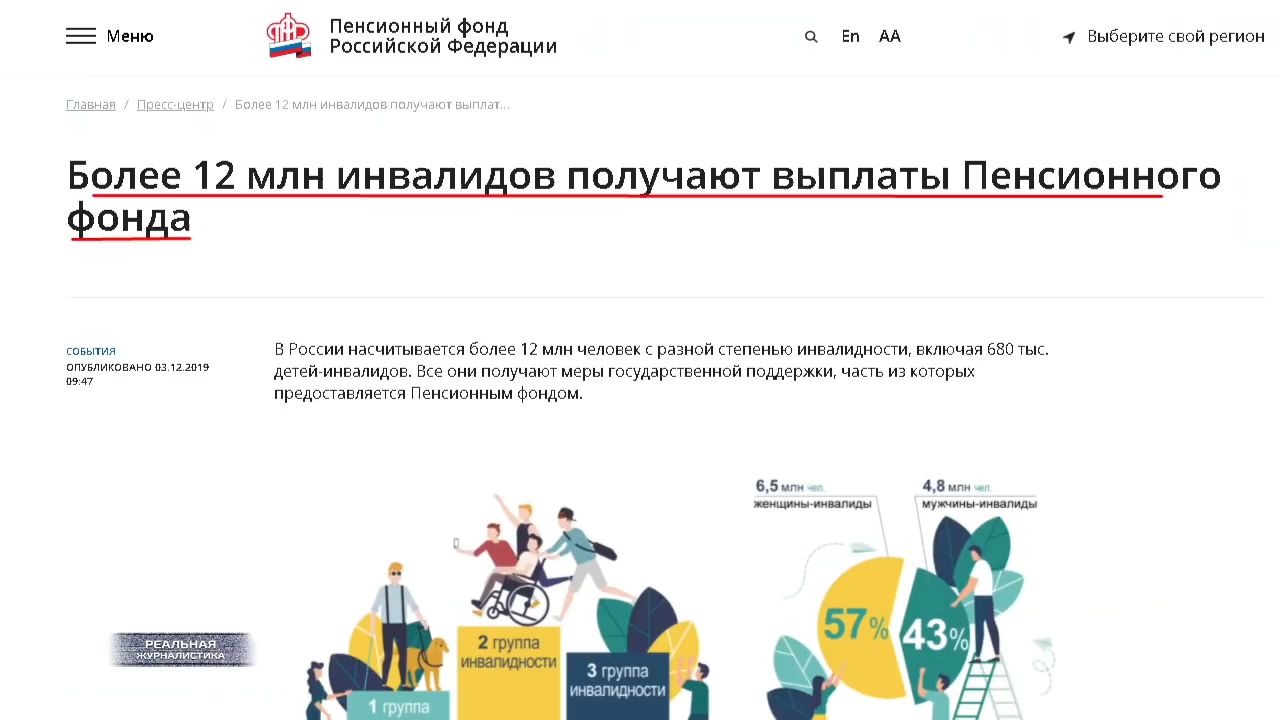 Меню
Пенсионный фонд
Российской Федерации
En AA
Выберите свой регион
Главная / Пресс-центр / Более 12 млн инвалидов получают выплат...
Более 12 млн инвалидов получают выплаты Пенсионного
фонда
СОБЫТИЯ
ОПУБЛИКОВАНО 03.12.2019
09:47
В России насчитывается более 12 млн человек с разной степенью инвалидности, включая 680 тыс.
детей-инвалидов. Все они получают меры государственной поддержки, часть из которых
предоставляется Пенсионным фондом.
6,5 млн чел.
женщины-инвалиды
4,8 млн чел.
мужчины-инвалиды
57%
43%
2 группа
инвалидности
3 группа
инвалидности
1 группа
РЕАЛЬНАЯ
ЖУРНАЛИСТИКА